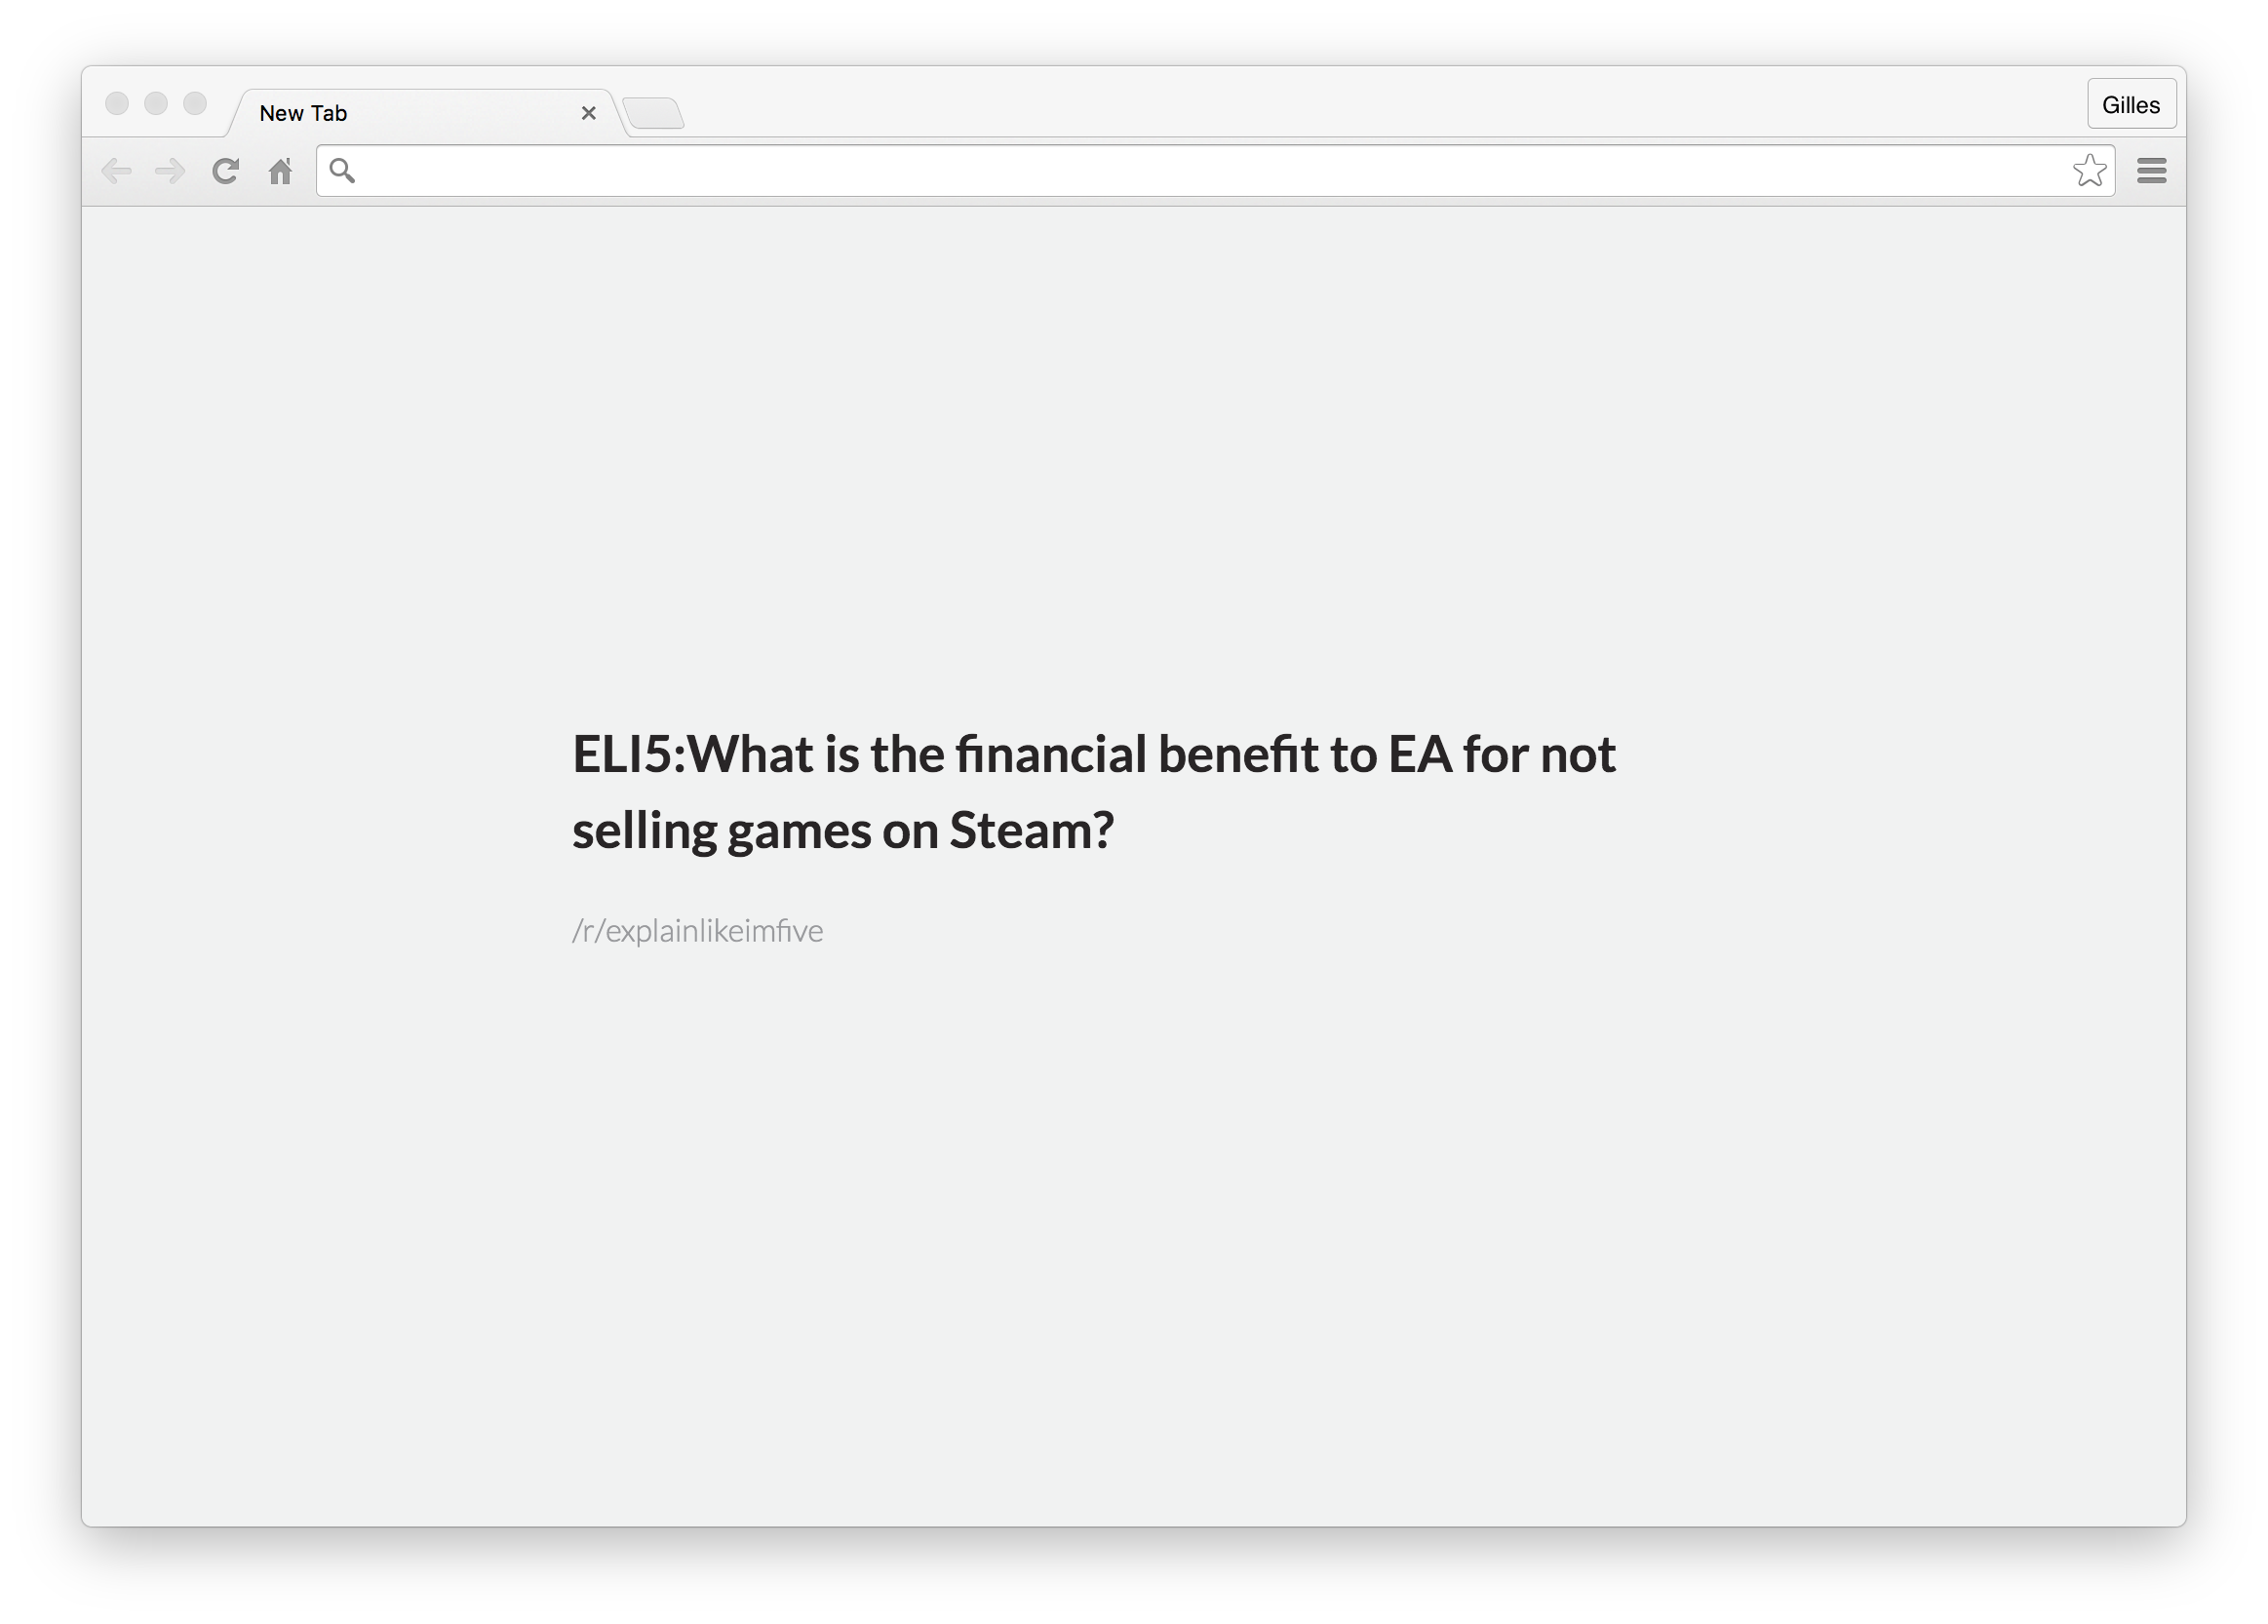 New Tab
Gilles
ELI5:What is the financial benefit to EA for not
selling games on Steam?
/r/explainlikeimfive